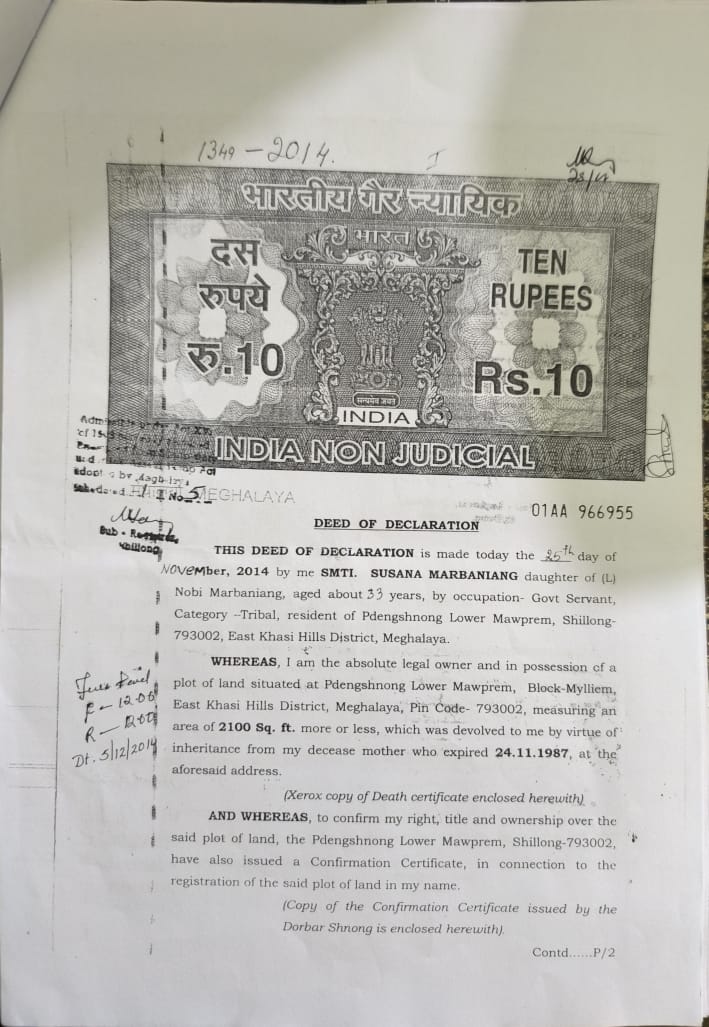 1349 - 2014.
I
भारतीय गैर न्यायिक
भारत
दस
रुपये
रु.10
TEN
RUPEES
Rs.10
सत्यमेव जयते
INDIA
INDIA NON JUDICIAL
MEGHALAYA
No. 5
01AA 966955
Sub - Registrar
Shillong
DEED OF DECLARATION
THIS DEED OF DECLARATION is made today the 25th day of
November, 2014 by me SMTI. SUSANA MARBANIANG daughter of (L)
Nobi Marbaniang, aged about 33 years, by occupation- Govt Servant,
Category –Tribal, resident of Pdengshnong Lower Mawprem, Shillong-
793002, East Khasi Hills District, Meghalaya.
WHEREAS, I am the absolute legal owner and in possession of a
plot of land situated at Pdengshnong Lower Mawprem, Block-Mylliem,
East Khasi Hills District, Meghalaya, Pin Code- 793002, measuring an
area of 2100 Sq. ft. more or less, which was devolved to me by virtue of
inheritance from my decease mother who expired 24.11.1987, at the
aforesaid address.
Dt. 5/12/2014
(Xerox copy of Death certificate enclosed herewith)
AND WHEREAS, to confirm my right, title and ownership over the
said plot of land, the Pdengshnong Lower Mawprem, Shillong-793002,
have also issued a Confirmation Certificate, in connection to the
registration of the said plot of land in my name.
(Copy of the Confirmation Certificate issued by the
Dorbar Shnong is enclosed herewith).
Contd......P/2